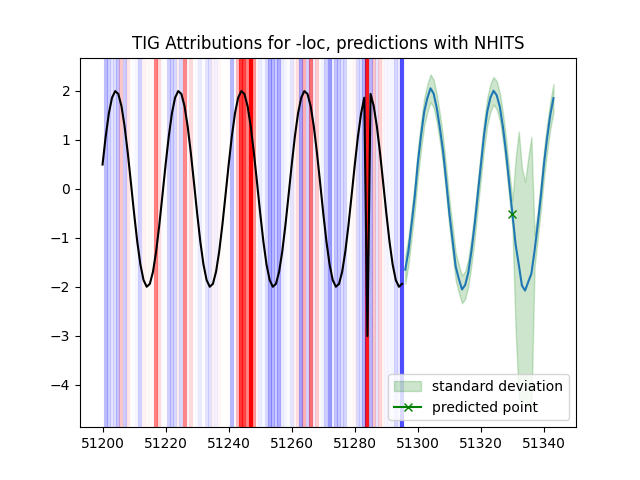 TIG Attributions for -loc, predictions with NHITS
2
1
0
−1
−2
−3
−4
standard deviation
predicted point
51200 51220 51240 51260 51280 51300 51320 51340